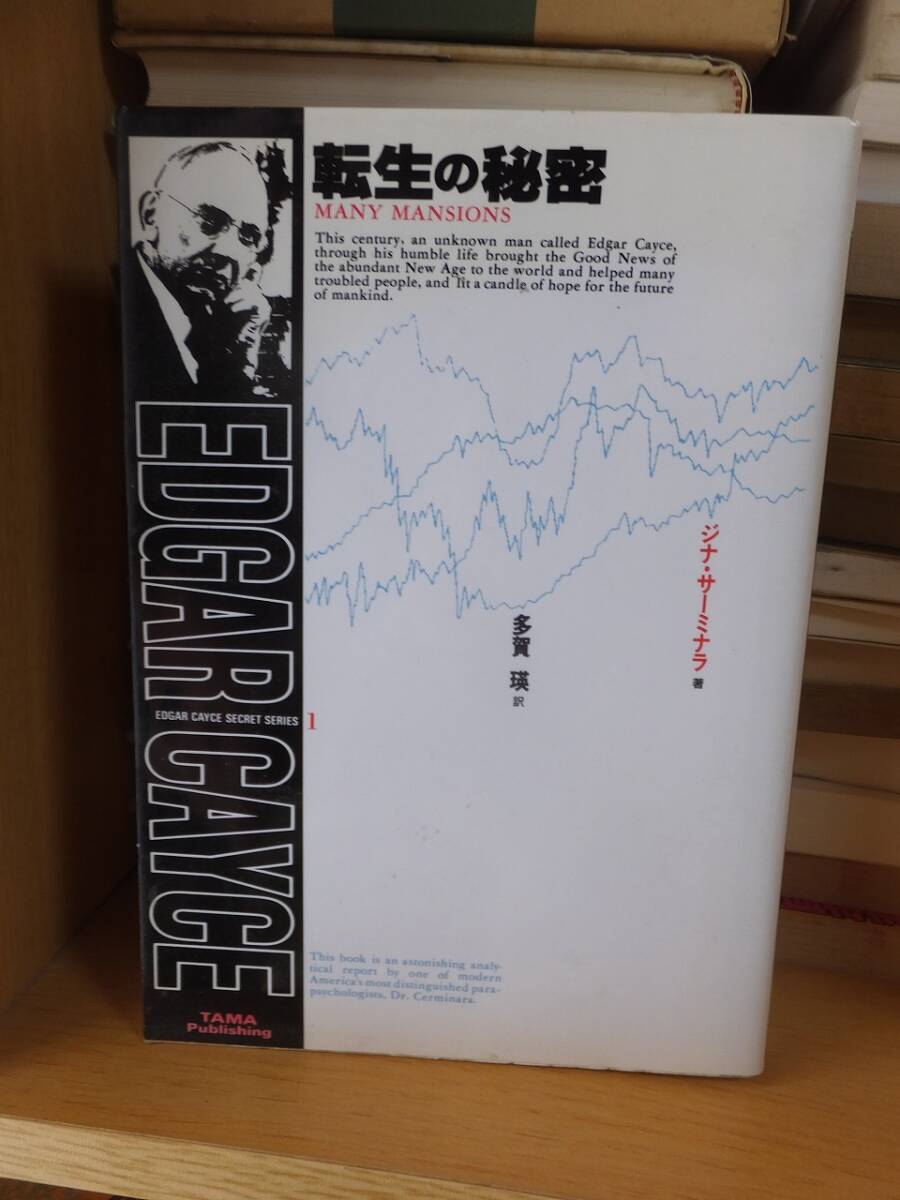 転生の秘密
MANY MANSIONS
This century, an unknown man called Edgar Cayce,
through his humble life brought the Good News of
the abundant New Age to the world and helped many
troubled people, and lit a candle of hope for the future
of mankind.
EDGAR CAYCE
EDGAR CAYCE SECRET SERIES 1
ジナ・サーミナラ 著
多賀 瑛 訳
This book is an astonishing analy-
tical report by one of modern
America's most distinguished para-
psychologists, Dr. Cerminara.
TAMA
Publishing